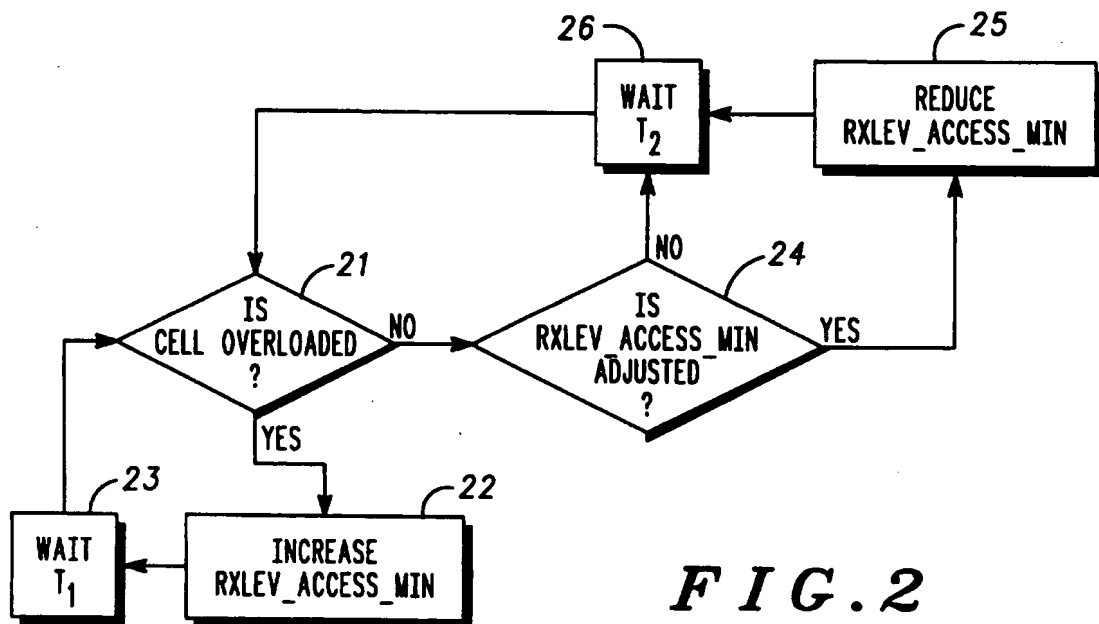 26
25
WAIT
T2
REDUCE
RXLEV_ACCESS_MIN
21
IS
CELL OVERLOADED
?
NO
NO
24
IS
RXLEV_ACCESS_MIN
ADJUSTED
?
YES
YES
23
WAIT
T1
22
INCREASE
RXLEV_ACCESS_MIN
FIG.2